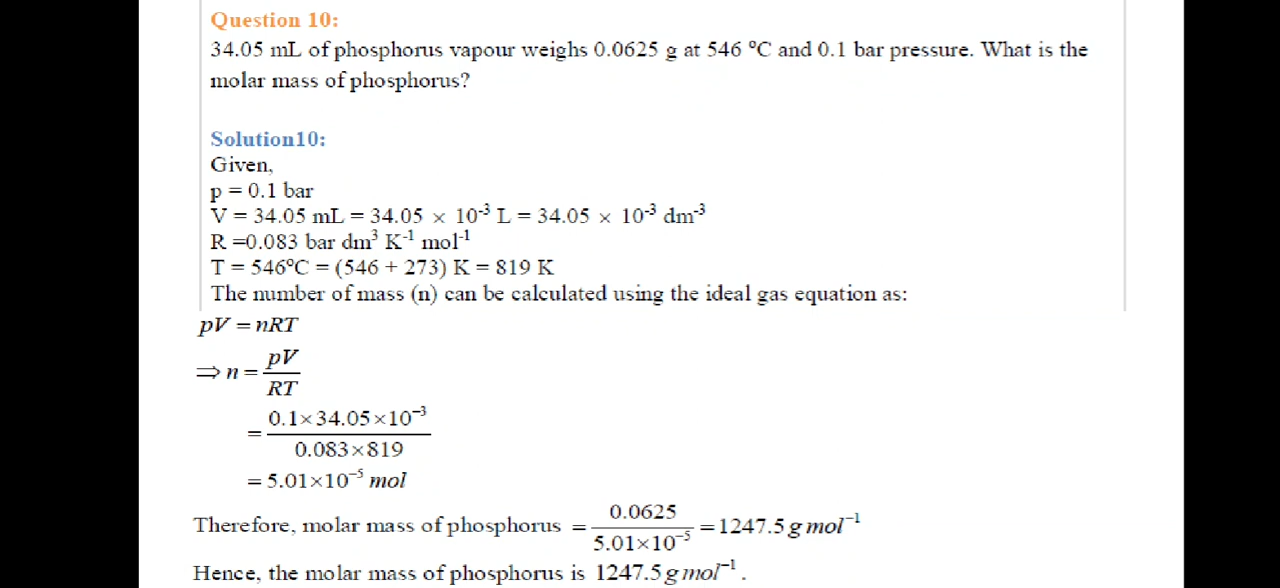 Question 10:
34.05 mL of phosphorus vapour weighs 0.0625 g at 546 °C and 0.1 bar pressure. What is the
molar mass of phosphorus?
Solution10:
Given,
p = 0.1 bar
V = 34.05 mL = 34.05 × 10⁻³ L = 34.05 × 10⁻³ dm⁻³
R =0.083 bar dm³ K⁻¹ mol⁻¹
T = 546°C = (546 + 273) K = 819 K
The number of mass (n) can be calculated using the ideal gas equation as:
pV = nRT
⇒ n = pV / RT
= 0.1×34.05×10⁻³ / 0.083×819
= 5.01×10⁻⁵ mol
Therefore, molar mass of phosphorus = 0.0625 / 5.01×10⁻⁵ = 1247.5 g mol⁻¹
Hence, the molar mass of phosphorus is 1247.5 g mol⁻¹.